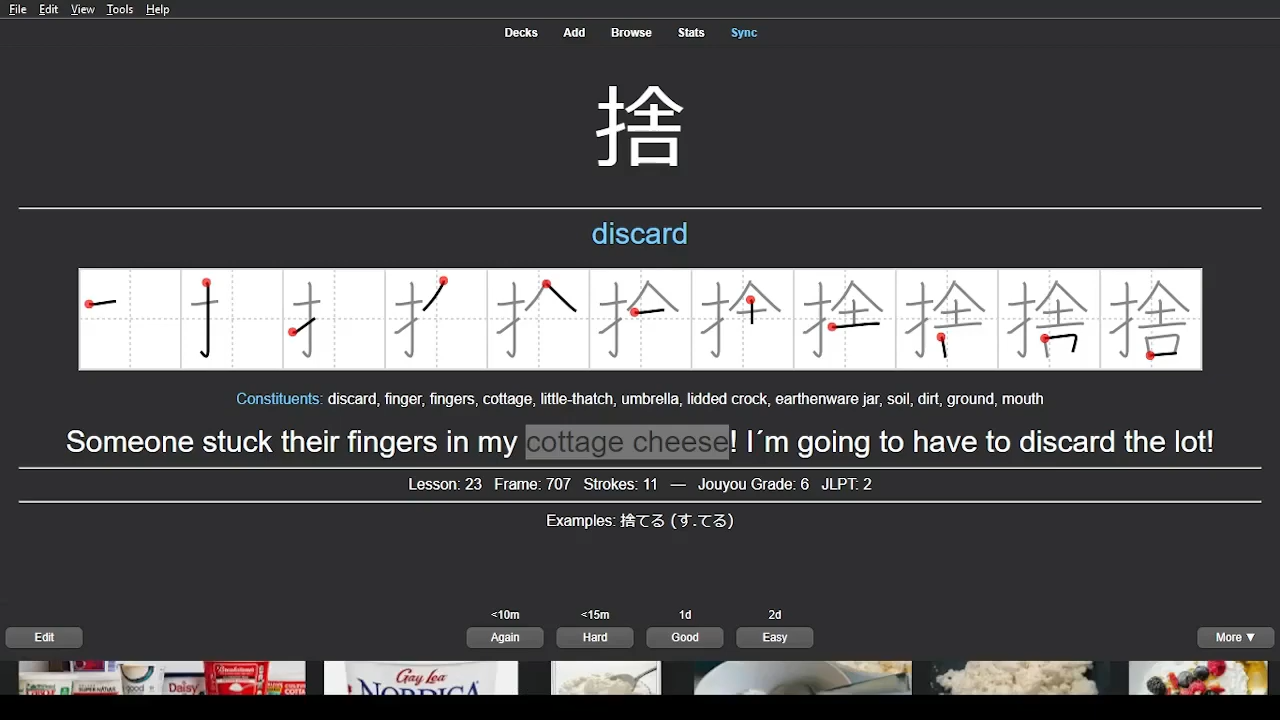 File Edit View Tools Help
Decks Add Browse Stats Sync
捨
discard
Constituents: discard, finger, fingers, cottage, little-thatch, umbrella, lidded crock, earthenware jar, soil, dirt, ground, mouth
Someone stuck their fingers in my cottage cheese! I´m going to have to discard the lot!
Lesson: 23 Frame: 707 Strokes: 11 — Jouyou Grade: 6 JLPT: 2
Examples: 捨てる (す.てる)
<10m <15m 1d 2d
Edit Again Hard Good Easy More ▼
good Daisy Gay Lea
NORDICA